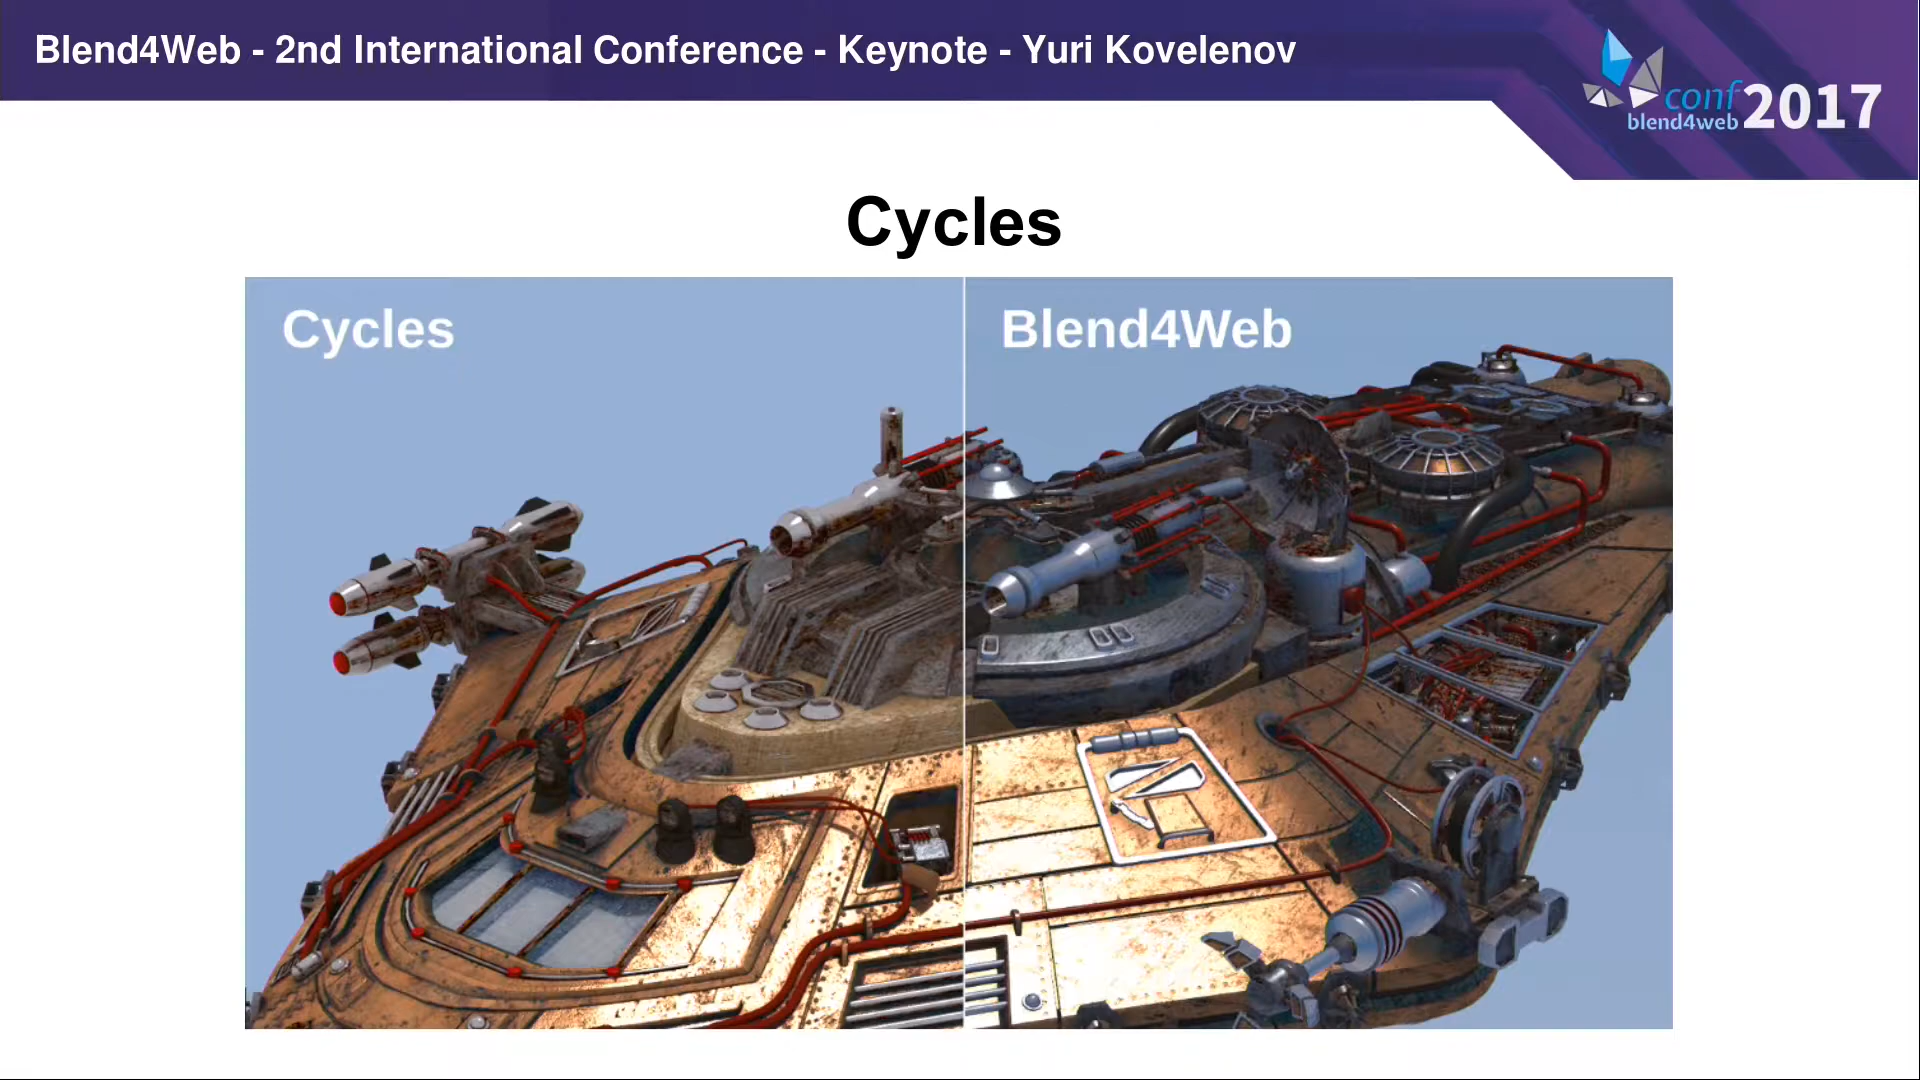 Blend4Web - 2nd International Conference - Keynote - Yuri Kovelenov
conf
blend4web 2017
Cycles
Cycles
Blend4Web